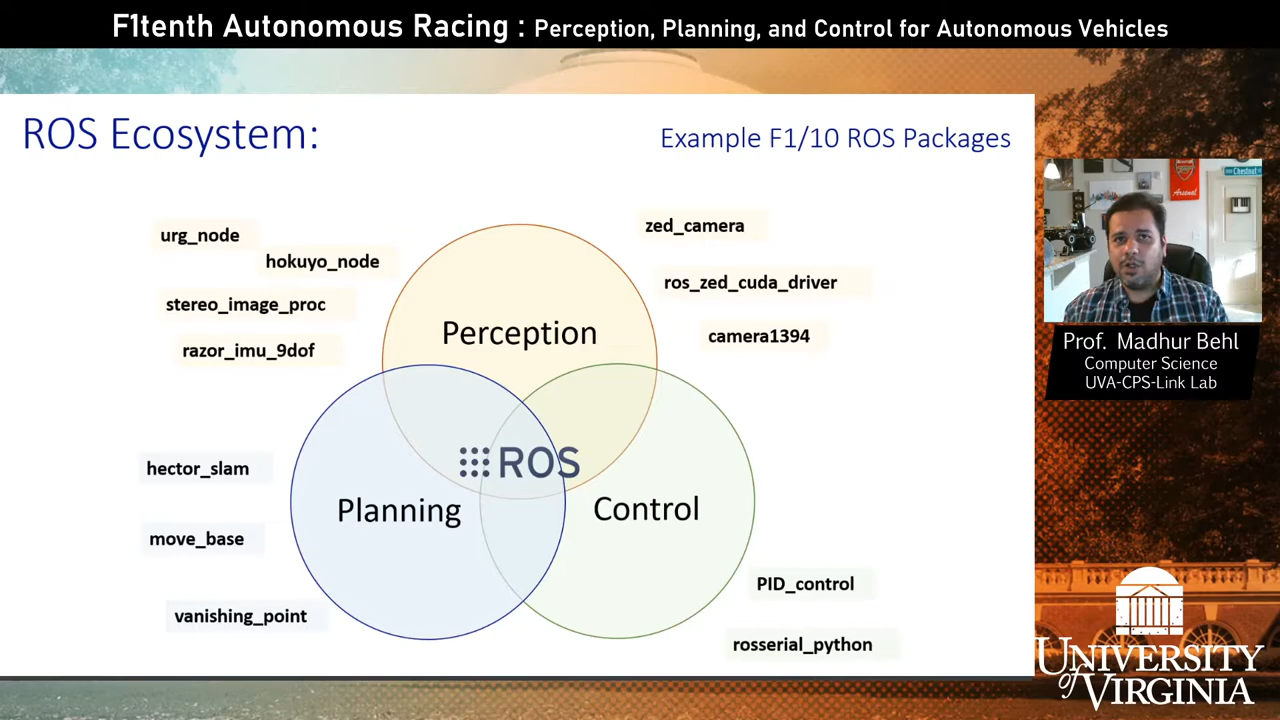 F1tenth Autonomous Racing : Perception, Planning, and Control for Autonomous Vehicles
ROS Ecosystem:
Example F1/10 ROS Packages
urg_node
hokuyo_node
stereo_image_proc
razor_imu_9dof
zed_camera
ros_zed_cuda_driver
camera1394
Perception
ROS
Planning
Control
hector_slam
move_base
vanishing_point
PID_control
rosserial_python
Chestnut
Arsenal
Prof. Madhur Behl
Computer Science
UVA-CPS-Link Lab
UNIVERSITY
of VIRGINIA